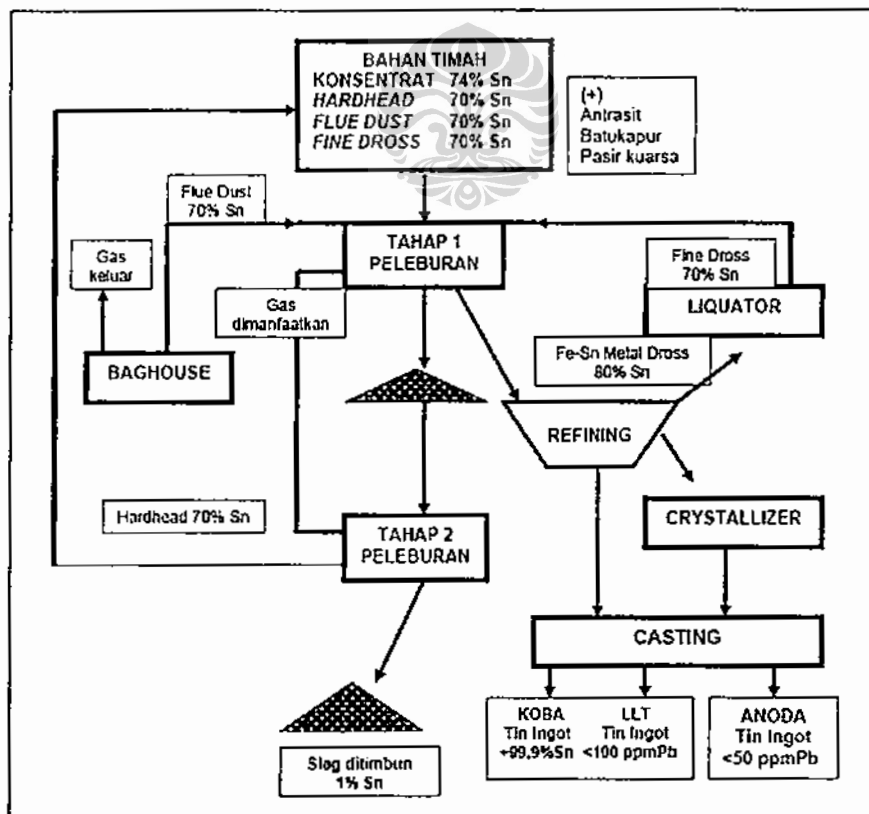 BAHAN TIMAH
KONSENTRAT 74% Sn
HARDHEAD 70% Sn
FLUE DUST 70% Sn
FINE DROSS 70% Sn
(+)
Antrasit
Batukapur
Pasir kuarsa
Flue Dust
70% Sn
Gas
keluar
TAHAP 1
PELEBURAN
Fine Dross
70% Sn
Gas
dimanfaatkan
LIQUATOR
BAGHOUSE
Fe-Sn Metal Dross
80% Sn
REFINING
Hardhead 70% Sn
CRYSTALLIZER
TAHAP 2
PELEBURAN
CASTING
KOBA
Tin Ingot
+99,9%Sn
LLT
Tin Ingot
<100 ppmPb
ANODA
Tin Ingot
<50 ppmPb
Slag ditimbun
1% Sn